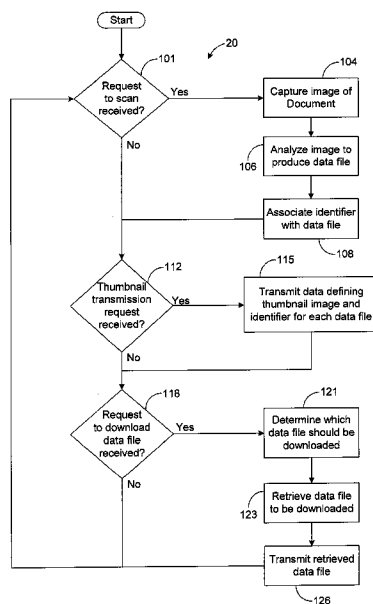 Start
20
101
Request
to scan
received?
Yes
No
104
Capture image of
Document
106
Analyze image to
produce data file
Associate identifier
with data file
108
112
Thumbnail
transmission
request
received?
Yes
No
115
Transmit data defining
thumbnail image and
identifier for each data file
118
Request
to download
data file
received?
Yes
No
121
Determine which
data file should be
downloaded
123
Retrieve data file
to be downloaded
Transmit retrieved
data file
126